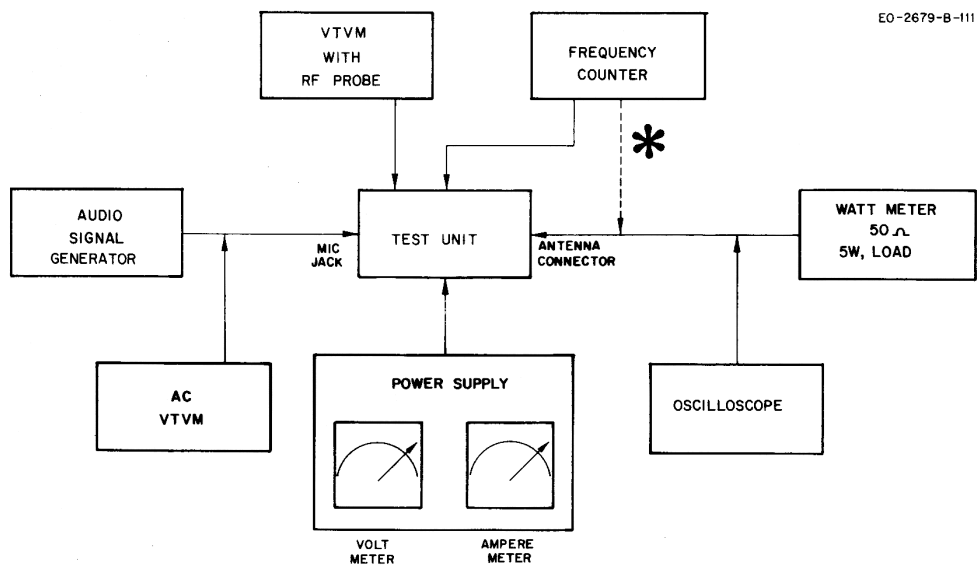 EO-2679-B-111
VTVM
WITH
RF PROBE
FREQUENCY
COUNTER
*
AUDIO
SIGNAL
GENERATOR
MIC
JACK
TEST UNIT
ANTENNA
CONNECTOR
WATT METER
50 Ω
5W, LOAD
AC
VTVM
POWER SUPPLY
OSCILLOSCOPE
VOLT
METER
AMPERE
METER